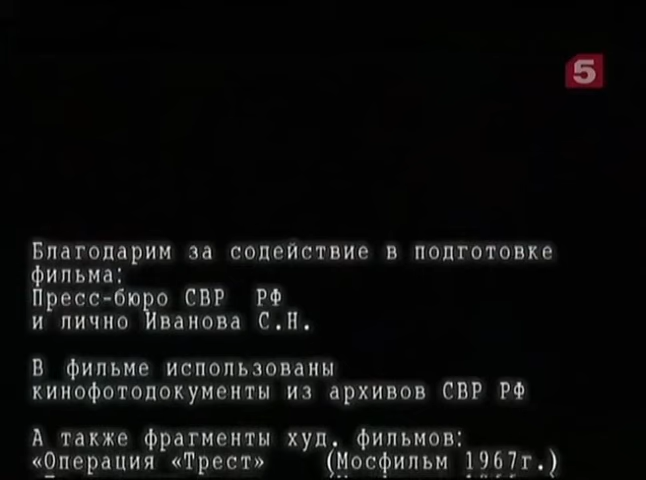 5
Благодарим за содействие в подготовке
фильма:
Пресс-бюро СВР РФ
и лично Иванова С.Н.
В фильме использованы
кинофотодокументы из архивов СВР РФ
А также фрагменты худ. фильмов:
«Операция «Трест» (Мосфильм 1967г.)